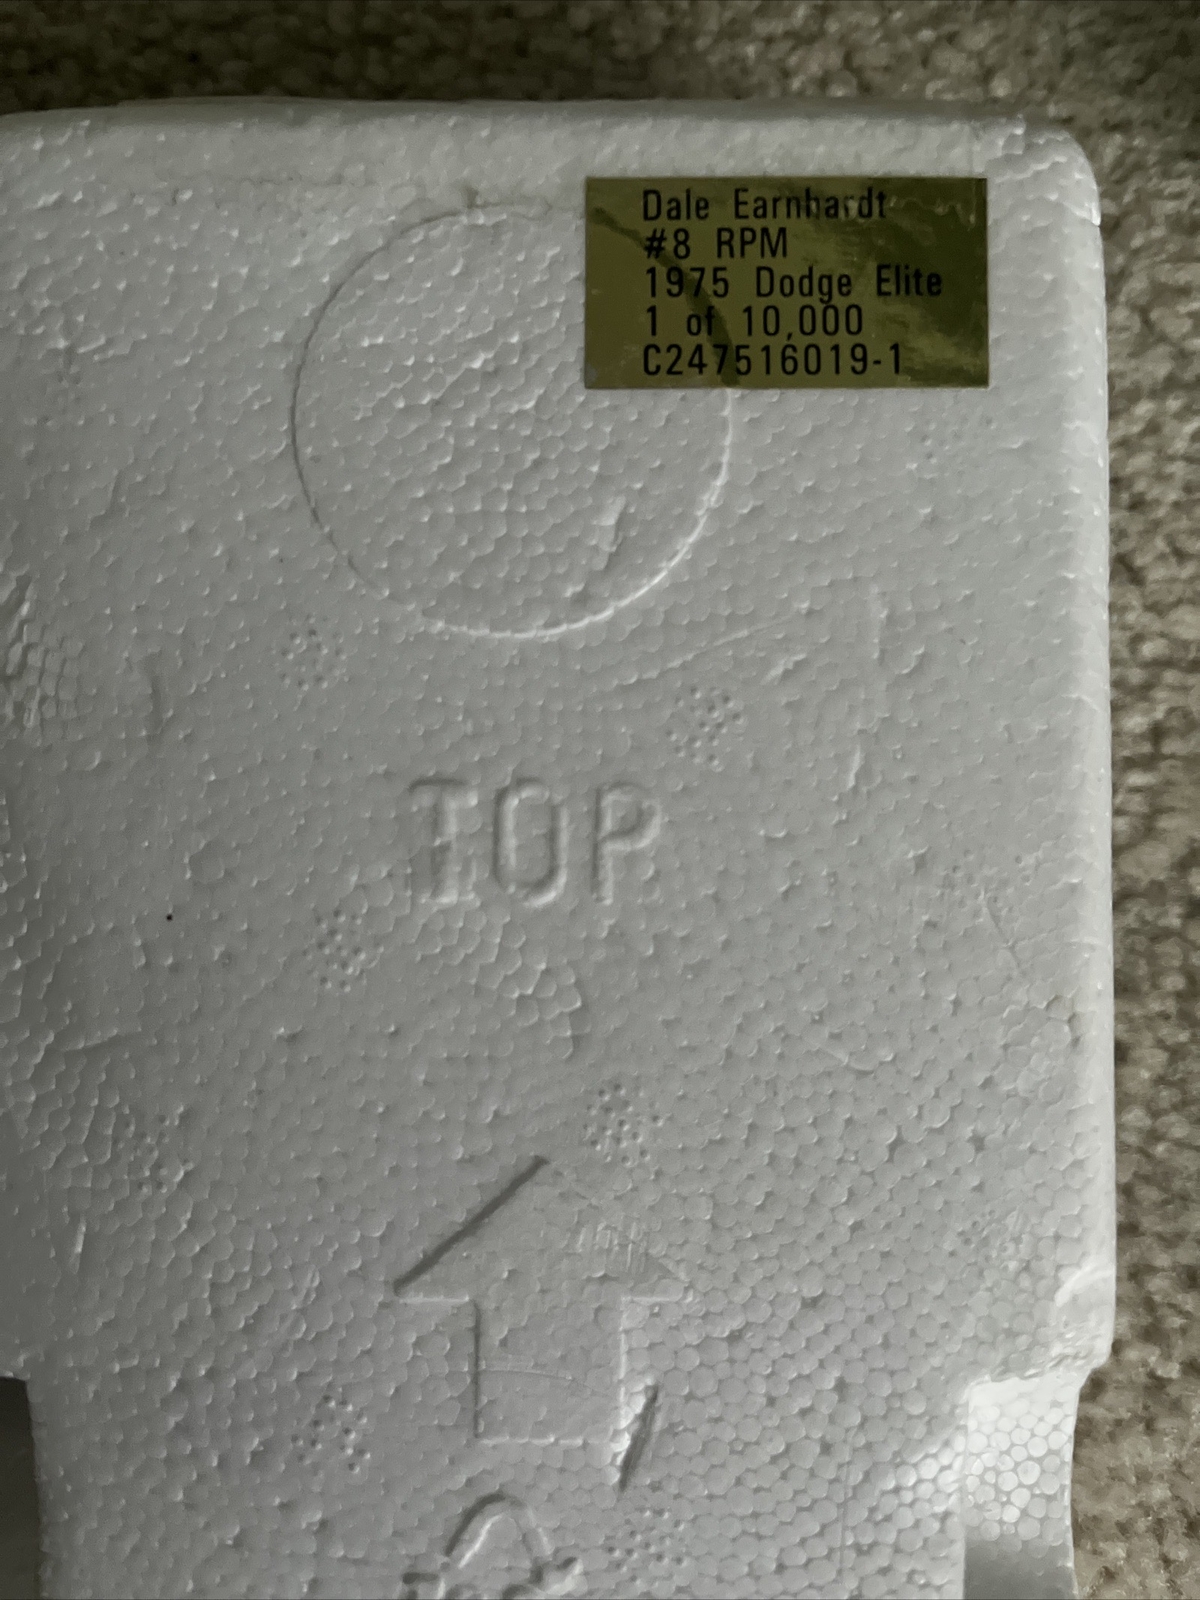 Dale Earnhardt
#8 RPM
1975 Dodge Elite
1 of 10,000
C247516019-1
TOP